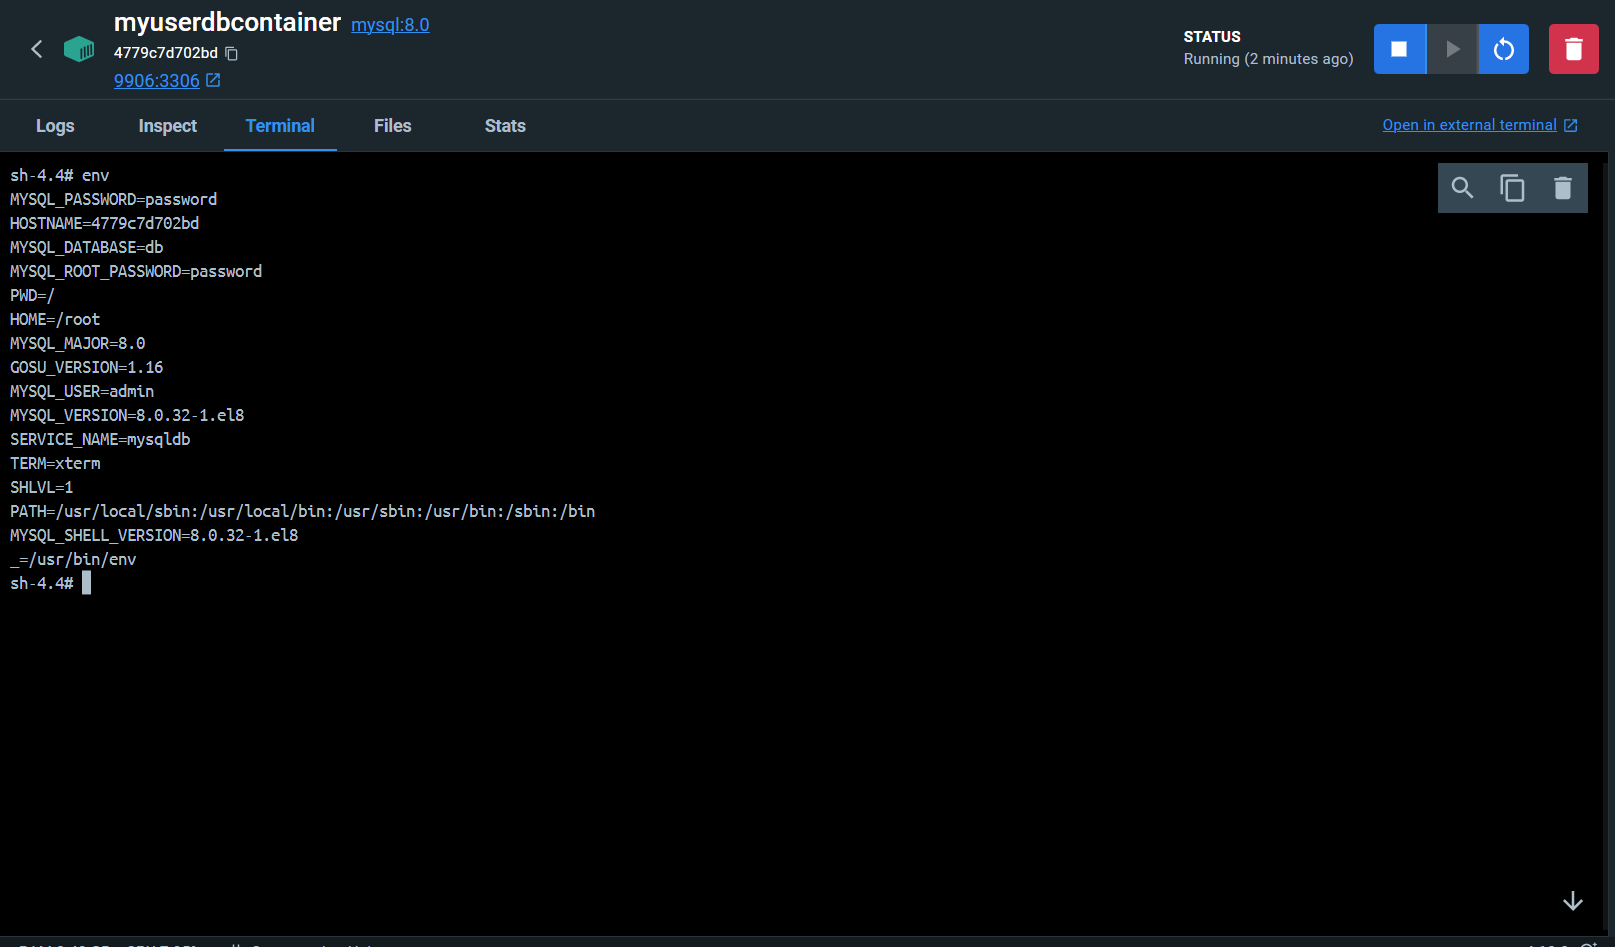 myuserdbcontainer mysql:8.0
4779c7d702bd
9906:3306
STATUS
Running (2 minutes ago)
Logs Inspect Terminal Files Stats Open in external terminal
sh-4.4# env
MYSQL_PASSWORD=password
HOSTNAME=4779c7d702bd
MYSQL_DATABASE=db
MYSQL_ROOT_PASSWORD=password
PWD=/
HOME=/root
MYSQL_MAJOR=8.0
GOSU_VERSION=1.16
MYSQL_USER=admin
MYSQL_VERSION=8.0.32-1.el8
SERVICE_NAME=mysqldb
TERM=xterm
SHLVL=1
PATH=/usr/local/sbin:/usr/local/bin:/usr/sbin:/usr/bin:/sbin:/bin
MYSQL_SHELL_VERSION=8.0.32-1.el8
_=/usr/bin/env
sh-4.4#